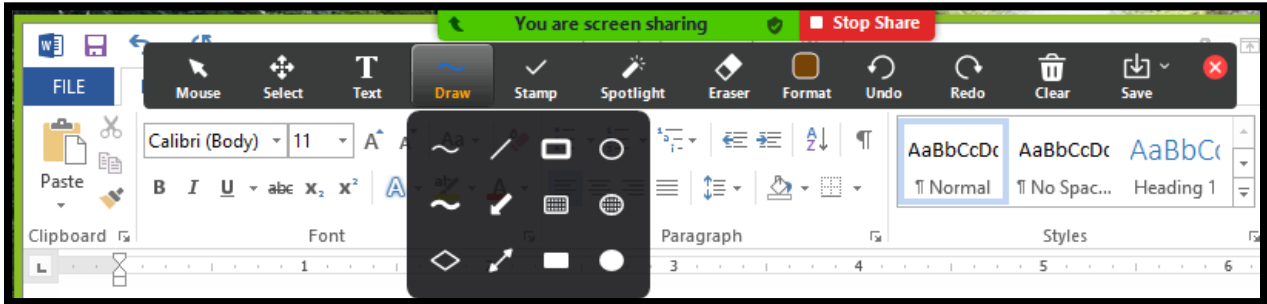 You are screen sharing Stop Share
FILE
Mouse Select Text Draw Stamp Spotlight Eraser Format Undo Redo Clear Save
Calibri (Body) 11
AaBbCcDc AaBbCcDc AaBbC
Paste
B I U abc X₂ X²
¶ Normal ¶ No Spac... Heading 1
Clipboard Font Paragraph Styles
1 3 4 5 6